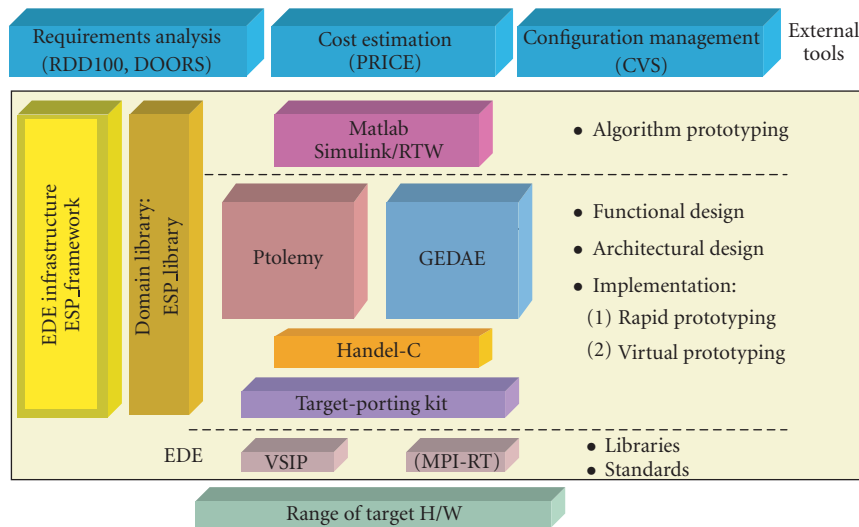 Requirements analysis
(RDD100, DOORS)
Cost estimation
(PRICE)
Configuration management
(CVS)
External
tools
EDE infrastructure
ESP_framework
Domain library:
ESP_library
Matlab
Simulink/RTW
• Algorithm prototyping
Ptolemy
GEDAE
• Functional design
• Architectural design
• Implementation:
(1) Rapid prototyping
(2) Virtual prototyping
Handel-C
Target-porting kit
EDE
VSIP
(MPI-RT)
• Libraries
• Standards
Range of target H/W